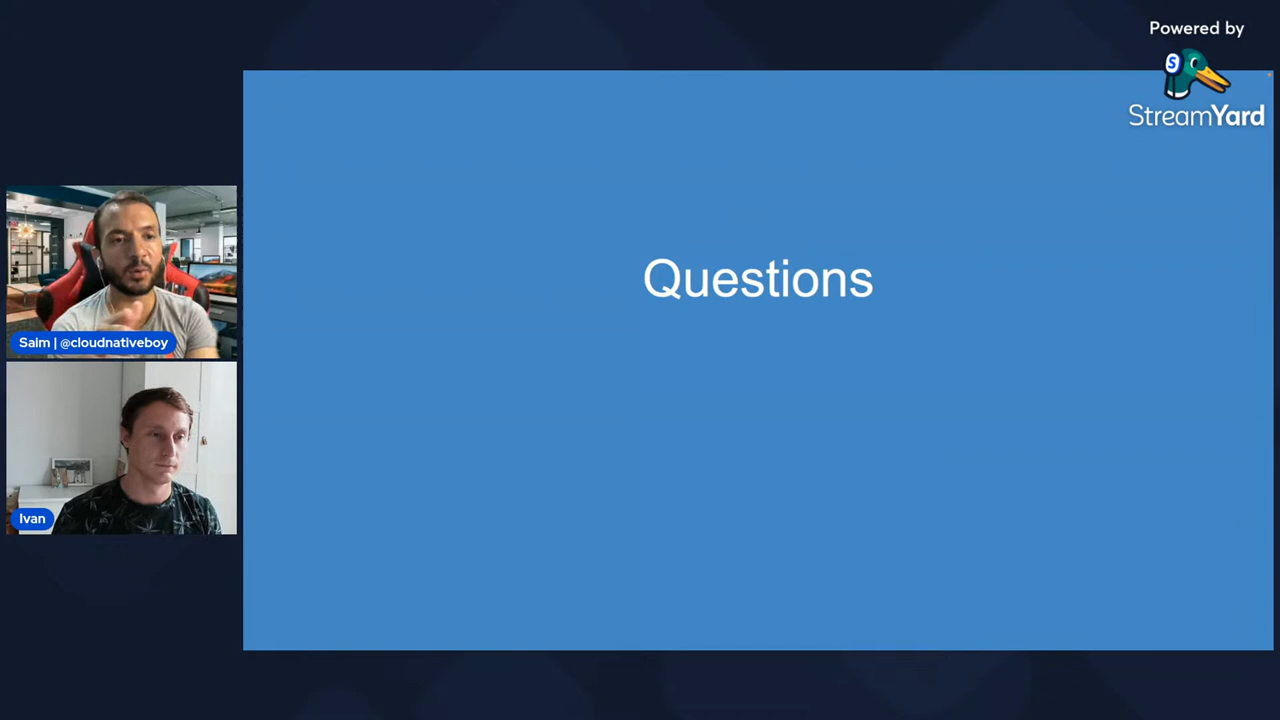 Powered by
S
StreamYard
Questions
Saim | @cloudnativeboy
Ivan